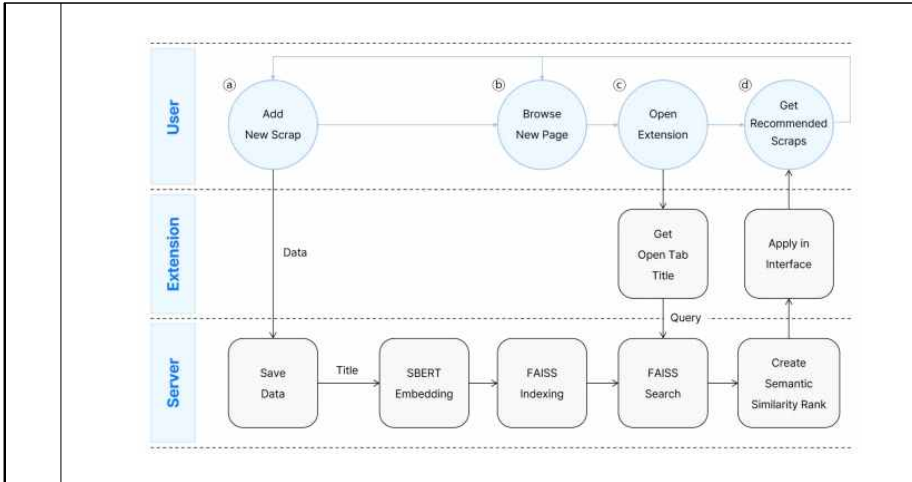 User
ⓐ
Add
New Scrap
ⓑ
Browse
New Page
ⓒ
Open
Extension
ⓓ
Get
Recommended
Scraps
Extension
Data
Get
Open Tab
Title
Apply in
Interface
Query
Server
Save
Data
Title
SBERT
Embedding
FAISS
Indexing
FAISS
Search
Create
Semantic
Similarity Rank